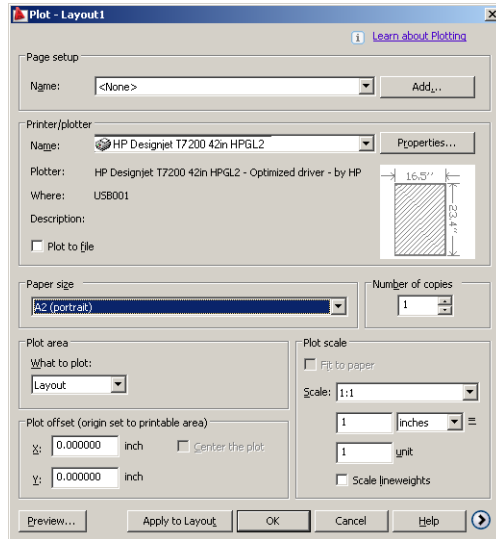 Plot - Layout1
Learn about Plotting
Page setup
Name: <None> Add...
Printer/plotter
Name: HP Designjet T7200 42in HPGL2 Properties...
Plotter: HP Designjet T7200 42in HPGL2 - Optimized driver - by HP
Where: USB001
Description:
Plot to file
16.5''
23.4''
Paper size
A2 (portrait)
Number of copies
1
Plot area
What to plot:
Layout
Plot offset (origin set to printable area)
X: 0.000000 inch Center the plot
Y: 0.000000 inch
Plot scale
Fit to paper
Scale: 1:1
1 inches =
1 unit
Scale lineweights
Preview... Apply to Layout OK Cancel Help